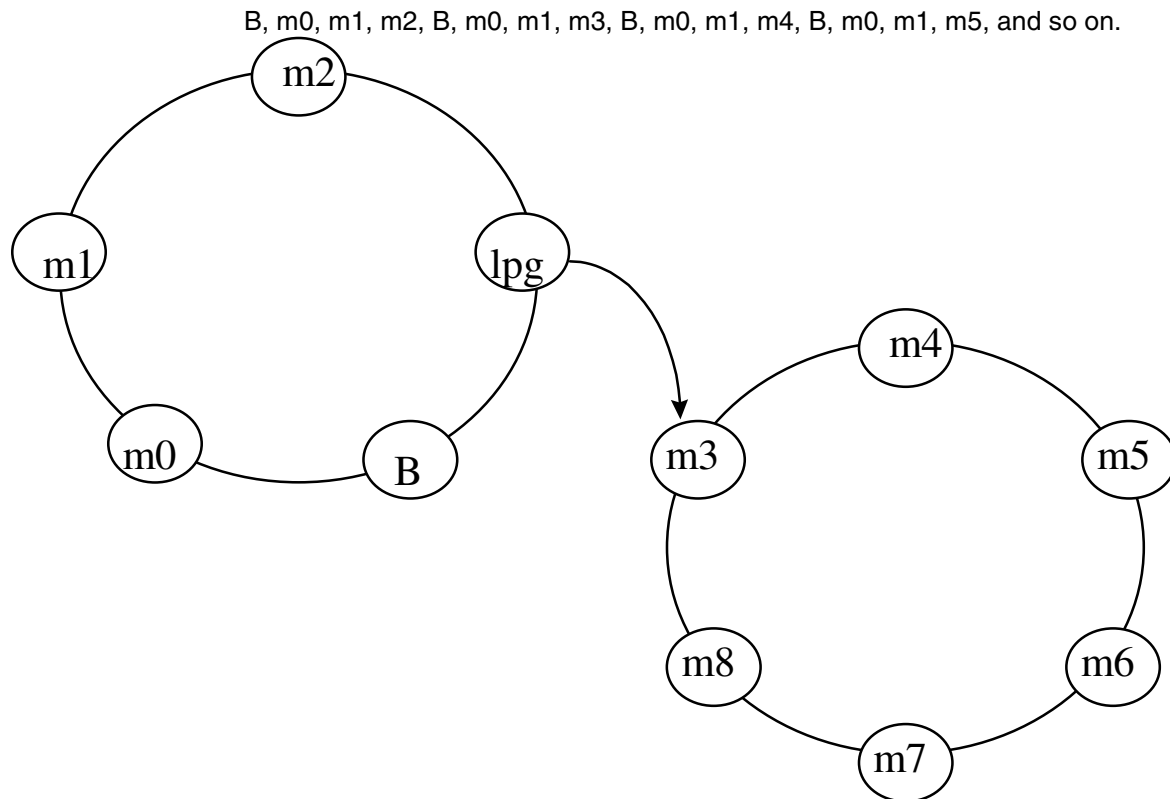 B, m0, m1, m2, B, m0, m1, m3, B, m0, m1, m4, B, m0, m1, m5, and so on.
m2
m1
lpg
m0
B
m4
m3
m5
m8
m6
m7